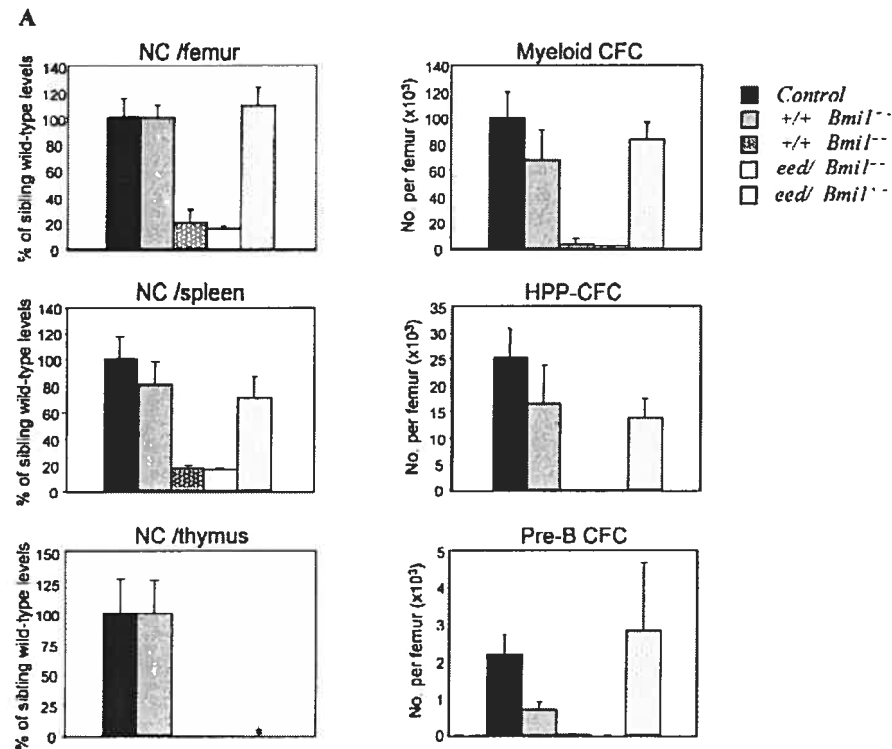 A
NC /femur
% of sibling wild-type levels
140
120
100
80
60
40
20
0
Myeloid CFC
No. per femur (x10³)
140
120
100
80
60
40
20
0
Control
+/+ Bmi1
+/+ Bmi1
eed/ Bmi1
eed/ Bmi1
NC /spleen
% of sibling wild-type levels
140
120
100
80
60
40
20
0
HPP-CFC
No. per femur (x10³)
35
30
25
20
15
10
5
0
NC /thymus
% of sibling wild-type levels
150
125
100
75
50
25
0
Pre-B CFC
No. per femur (x10³)
5
4
3
2
1
0